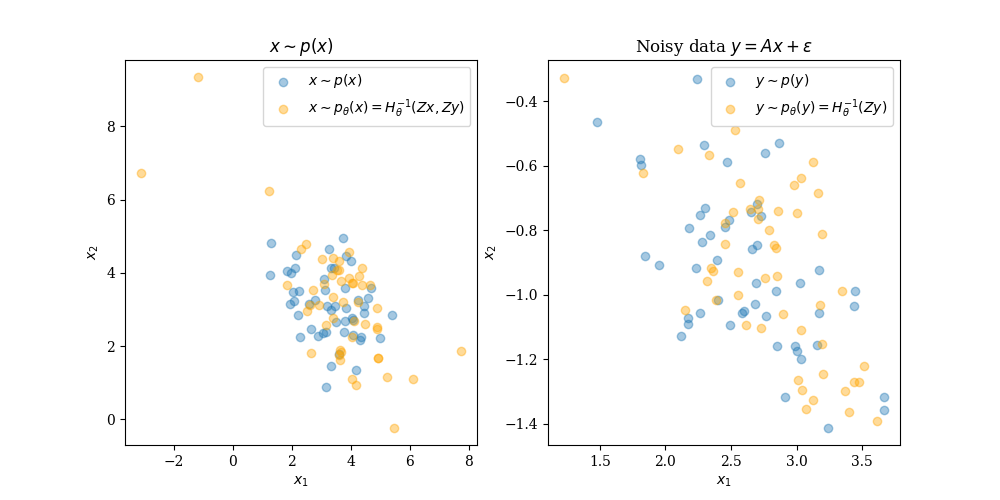 x ∼ p(x)
x ∼ p(x)
x ∼ p_θ(x) = H_θ^{-1}(Zx, Zy)
8
6
4
2
0
x_2
−2 0 2 4 6 8
x_1
Noisy data y = Ax + ε
y ∼ p(y)
y ∼ p_θ(y) = H_θ^{-1}(Zy)
−0.4
−0.6
−0.8
−1.0
−1.2
−1.4
x_2
1.5 2.0 2.5 3.0 3.5
x_1